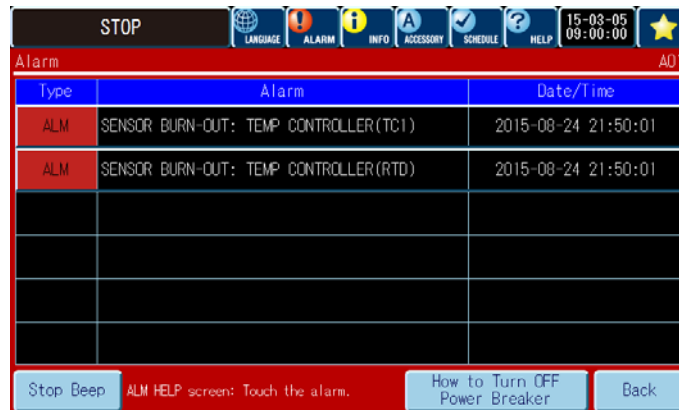 STOP
LANGUAGE
ALARM
INFO
A
ACCESSORY
SCHEDULE
HELP
15-03-05
09:00:00
Alarm
A01
Type Alarm Date/Time
ALM SENSOR BURN-OUT: TEMP CONTROLLER(TC1) 2015-08-24 21:50:01
ALM SENSOR BURN-OUT: TEMP CONTROLLER(RTD) 2015-08-24 21:50:01
Stop Beep
ALM HELP screen: Touch the alarm.
How to Turn OFF
Power Breaker
Back